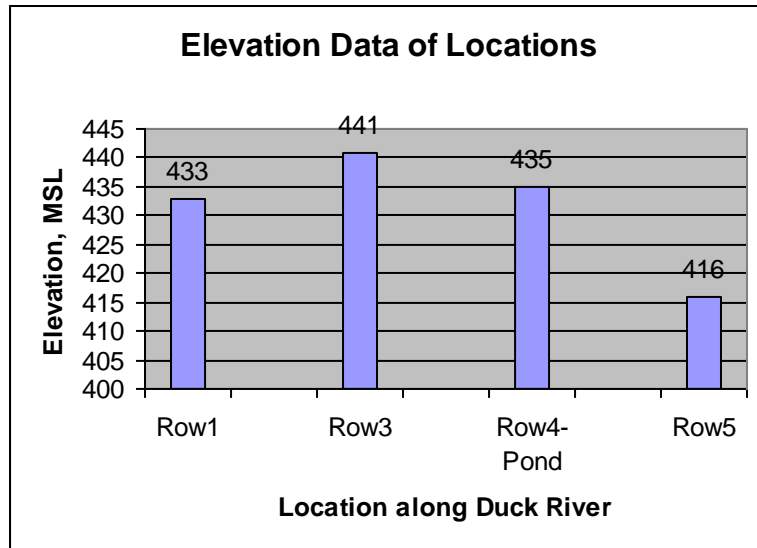 Elevation Data of Locations
Elevation, MSL
445
440
435
430
425
420
415
410
405
400
433
441
435
416
Row1
Row3
Row4-
Pond
Row5
Location along Duck River